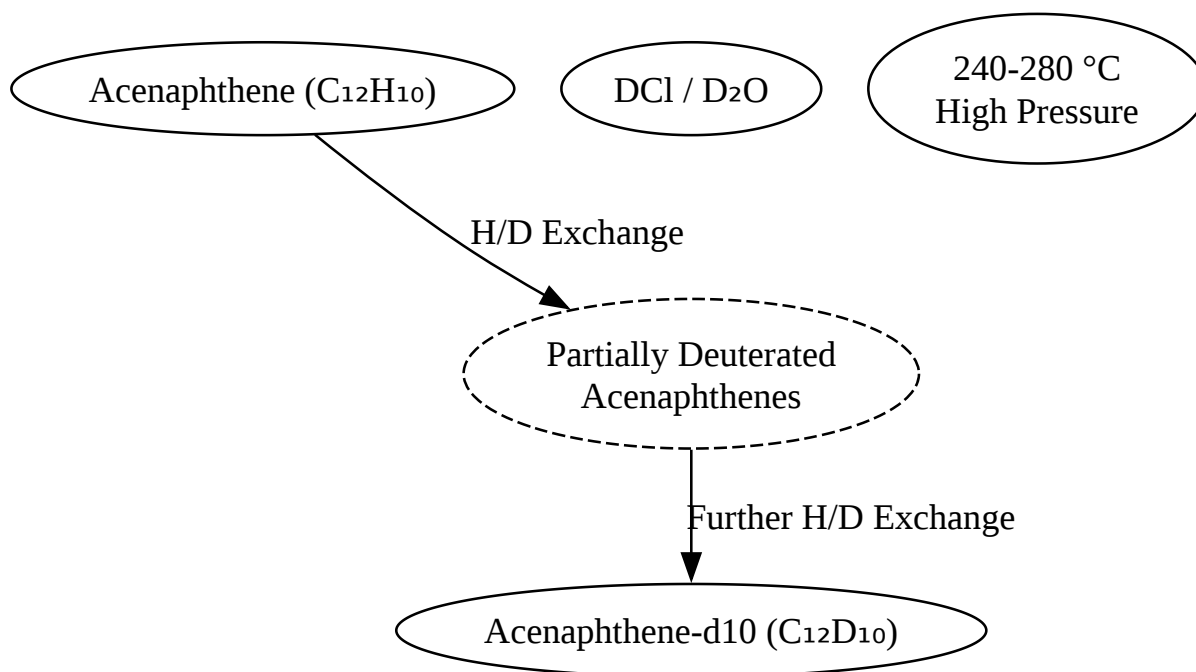 Acenaphthene (C₁₂H₁₀)
DCl / D₂O
240-280 °C
High Pressure
H/D Exchange
Partially Deuterated
Acenaphthenes
Further H/D Exchange
Acenaphthene-d10 (C₁₂D₁₀)